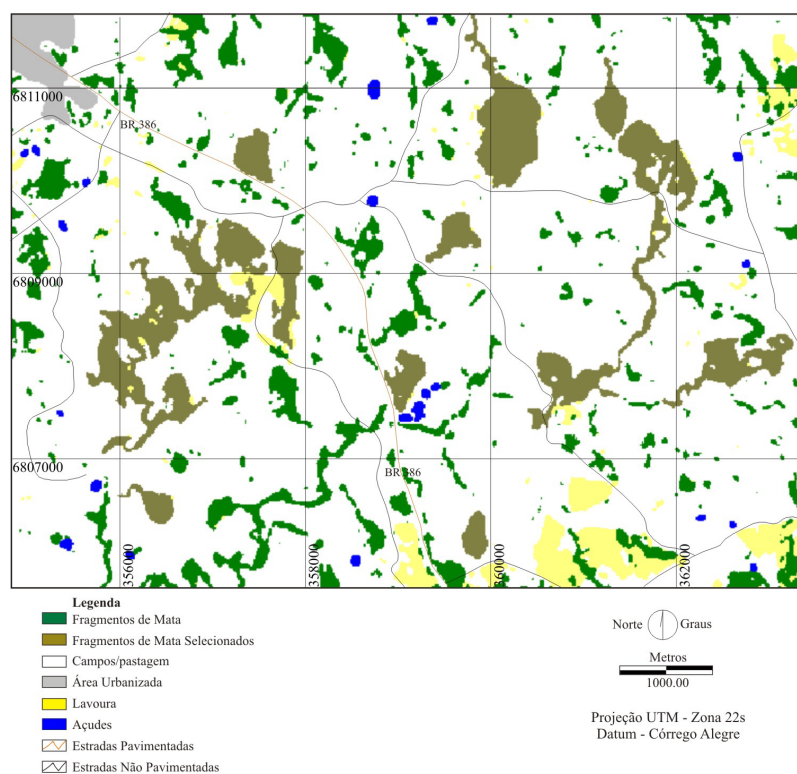 6811000
BR 386
6809000
6807000
BR 386
356000
358000
360000
362000
Legenda
Fragmentos de Mata
Fragmentos de Mata Selecionados
Campos/pastagem
Área Urbanizada
Lavoura
Açudes
Estradas Pavimentadas
Estradas Não Pavimentadas
Norte Graus
Metros
1000.00
Projeção UTM - Zona 22s
Datum - Córrego Alegre